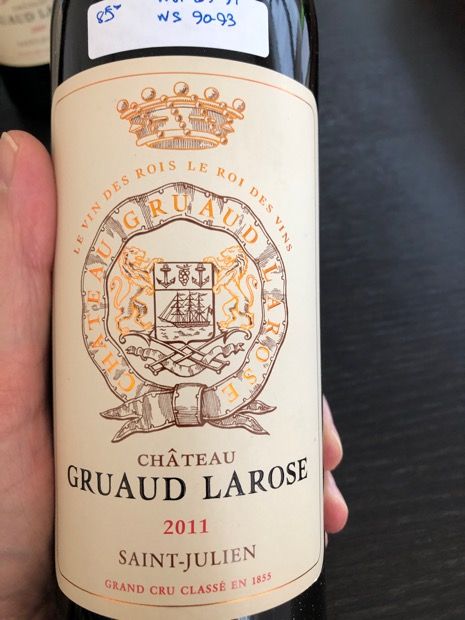 85
WS 90-93
LE VIN DES ROIS LE ROI DES VINS
CHATEAU GRUAUD LAROSE
CHÂTEAU
GRUAUD LAROSE
2011
SAINT-JULIEN
GRAND CRU CLASSÉ EN 1855